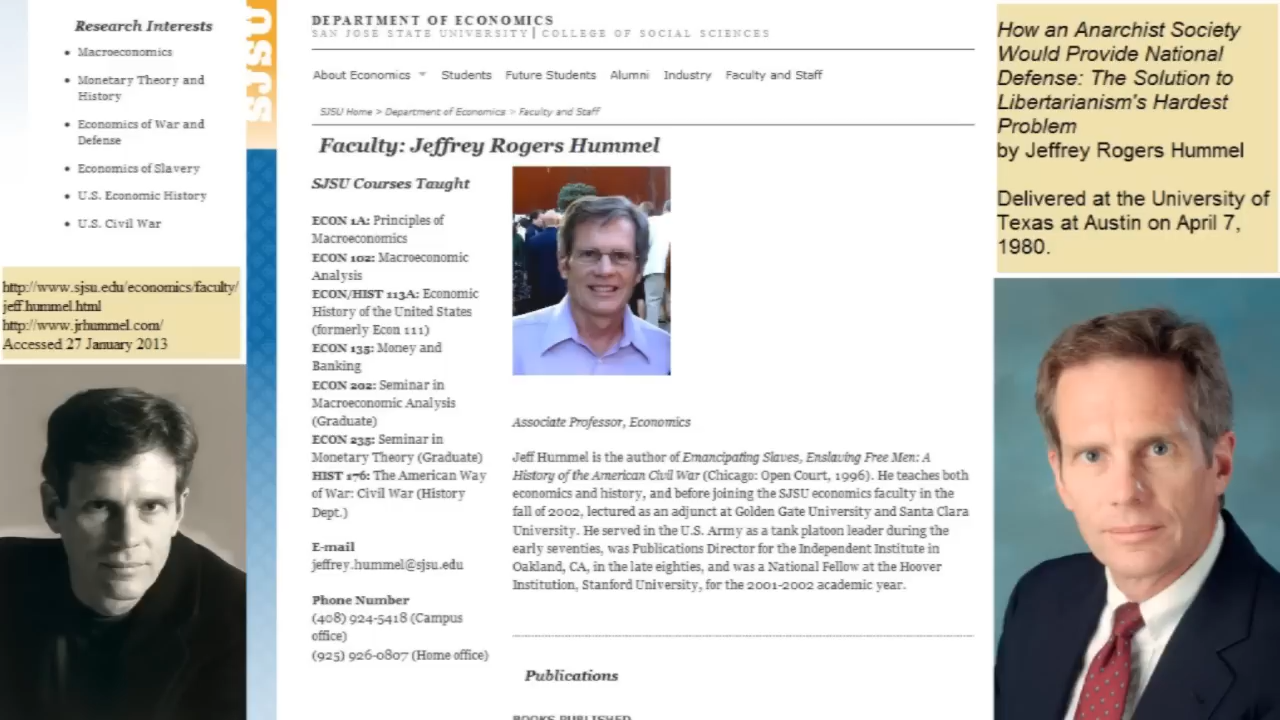 Research Interests
• Macroeconomics
• Monetary Theory and
History
• Economics of War and
Defense
• Economics of Slavery
• U.S. Economic History
• U.S. Civil War
http://www.sjsu.edu/economics/faculty/
jeff.hummel.html
http://www.jrhummel.com/
Accessed 27 January 2013
SJSU
DEPARTMENT OF ECONOMICS
SAN JOSE STATE UNIVERSITY | COLLEGE OF SOCIAL SCIENCES
About Economics Students Future Students Alumni Industry Faculty and Staff
SJSU Home > Department of Economics > Faculty and Staff
Faculty: Jeffrey Rogers Hummel
SJSU Courses Taught
ECON 1A: Principles of
Macroeconomics
ECON 102: Macroeconomic
Analysis
ECON/HIST 113A: Economic
History of the United States
(formerly Econ 111)
ECON 135: Money and
Banking
ECON 202: Seminar in
Macroeconomic Analysis
(Graduate)
ECON 235: Seminar in
Monetary Theory (Graduate)
HIST 176: The American Way
of War: Civil War (History
Dept.)
E-mail
jeffrey.hummel@sjsu.edu
Phone Number
(408) 924-5418 (Campus
office)
(925) 926-0807 (Home office)
Associate Professor, Economics
Jeff Hummel is the author of Emancipating Slaves, Enslaving Free Men: A
History of the American Civil War (Chicago: Open Court, 1996). He teaches both
economics and history, and before joining the SJSU economics faculty in the
fall of 2002, lectured as an adjunct at Golden Gate University and Santa Clara
University. He served in the U.S. Army as a tank platoon leader during the
early seventies, was Publications Director for the Independent Institute in
Oakland, CA, in the late eighties, and was a National Fellow at the Hoover
Institution, Stanford University, for the 2001-2002 academic year.
Publications
BOOKS PUBLISHED
How an Anarchist Society
Would Provide National
Defense: The Solution to
Libertarianism's Hardest
Problem
by Jeffrey Rogers Hummel
Delivered at the University of
Texas at Austin on April 7,
1980.